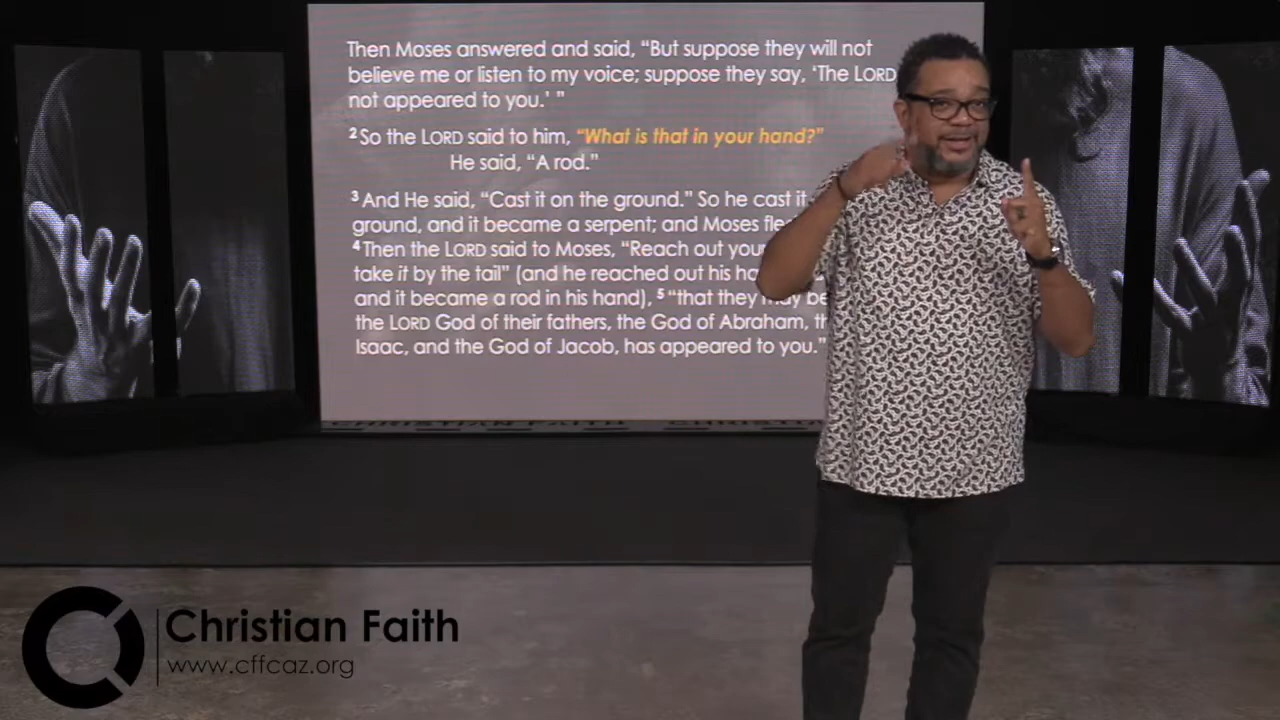 Then Moses answered and said, “But suppose they will not
believe me or listen to my voice; suppose they say, ‘The LORD
not appeared to you.’ ”
2 So the LORD said to him, “What is that in your hand?”
He said, “A rod.”
3 And He said, “Cast it on the ground.” So he cast it
ground, and it became a serpent; and Moses
4 Then the LORD said to Moses, “Reach out
take it by the tail” (and he reached out his
and it became a rod in his hand), 5 “that they may
the LORD God of their fathers, the God of Abraham,
Isaac, and the God of Jacob, has appeared to you.”
CHRISTIAN FAITH
Christian Faith
www.cffcaz.org